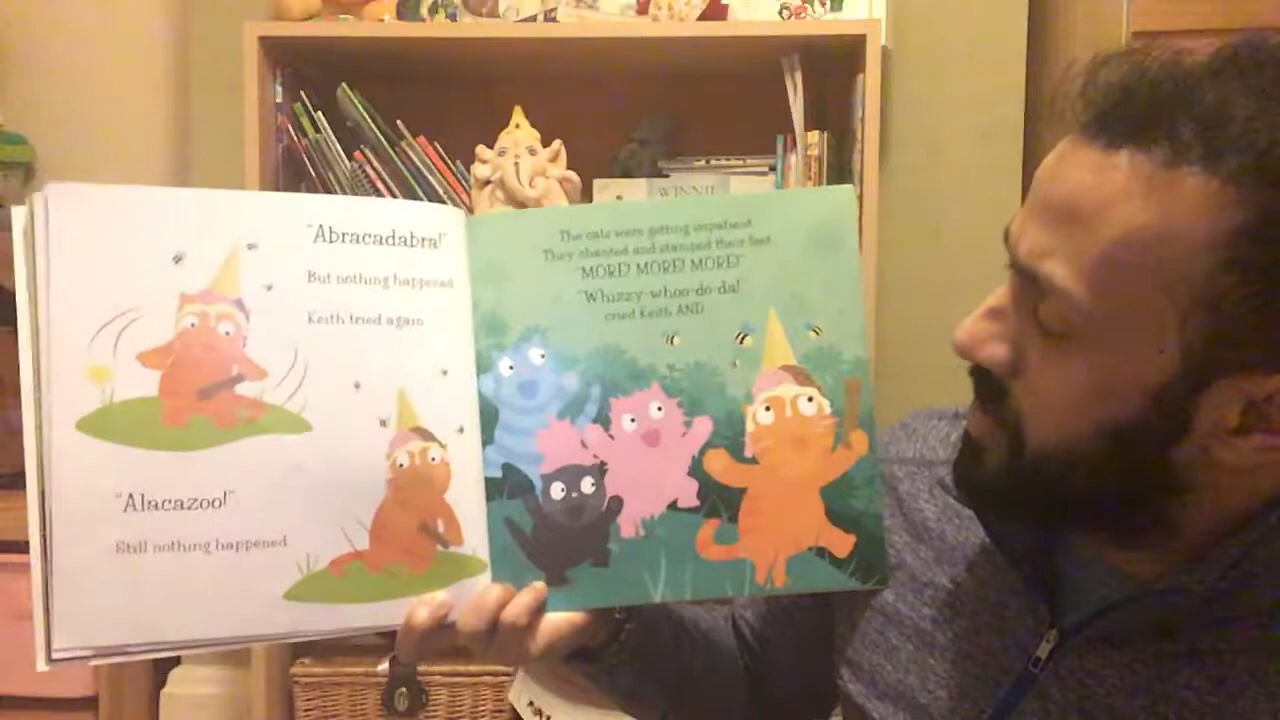 "Abracadabra!"
But nothing happened
Keith tried again
"Alacazoo!"
Still nothing happened
The cats were getting impatient
They chanted and stamped their feet
"MORE! MORE! MORE!"
"Whizzy-whoo-do-da!"
cried Keith AND
WINNIE